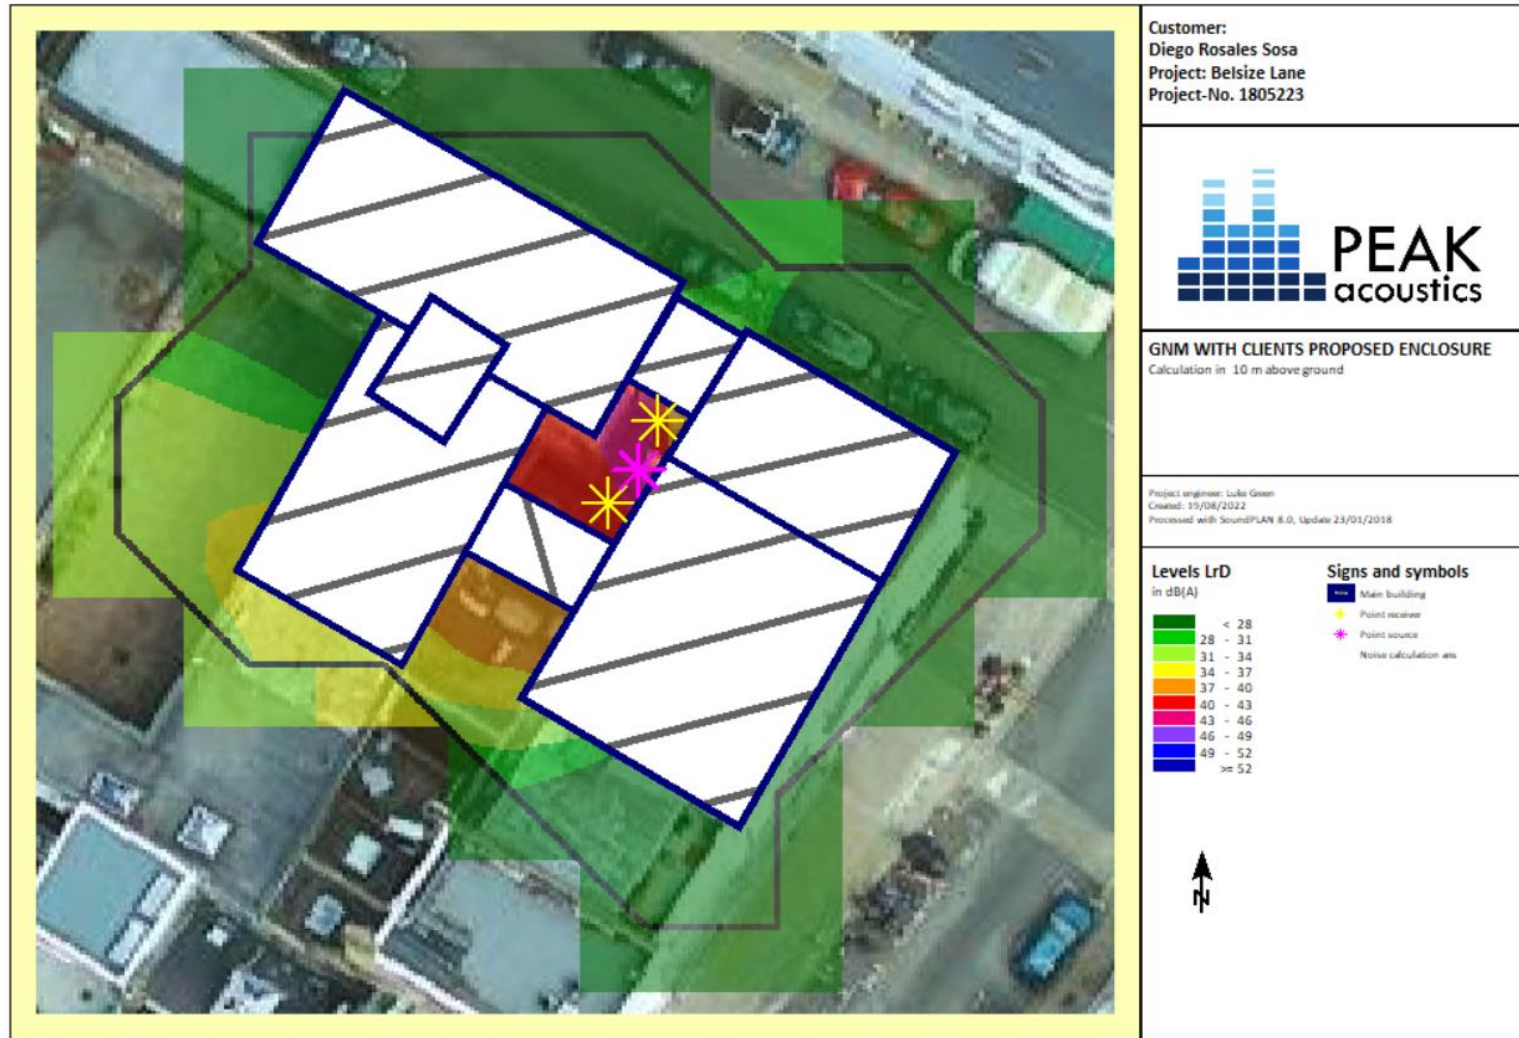 Customer:
Diego Rosales Sosa
Project: Belsize Lane
Project-No. 1805223
PEAK
acoustics
GNM WITH CLIENTS PROPOSED ENCLOSURE
Calculation in 10 m above ground
Project engineer: Luke Green
Created: 19/08/2022
Processed with SoundPLAN 8.0, Update 23/01/2018
Levels LrD
in dB(A)
< 28
28 - 31
31 - 34
34 - 37
37 - 40
40 - 43
43 - 46
46 - 49
49 - 52
>= 52
Signs and symbols
Main building
Point receiver
Point source
Noise calculation
N